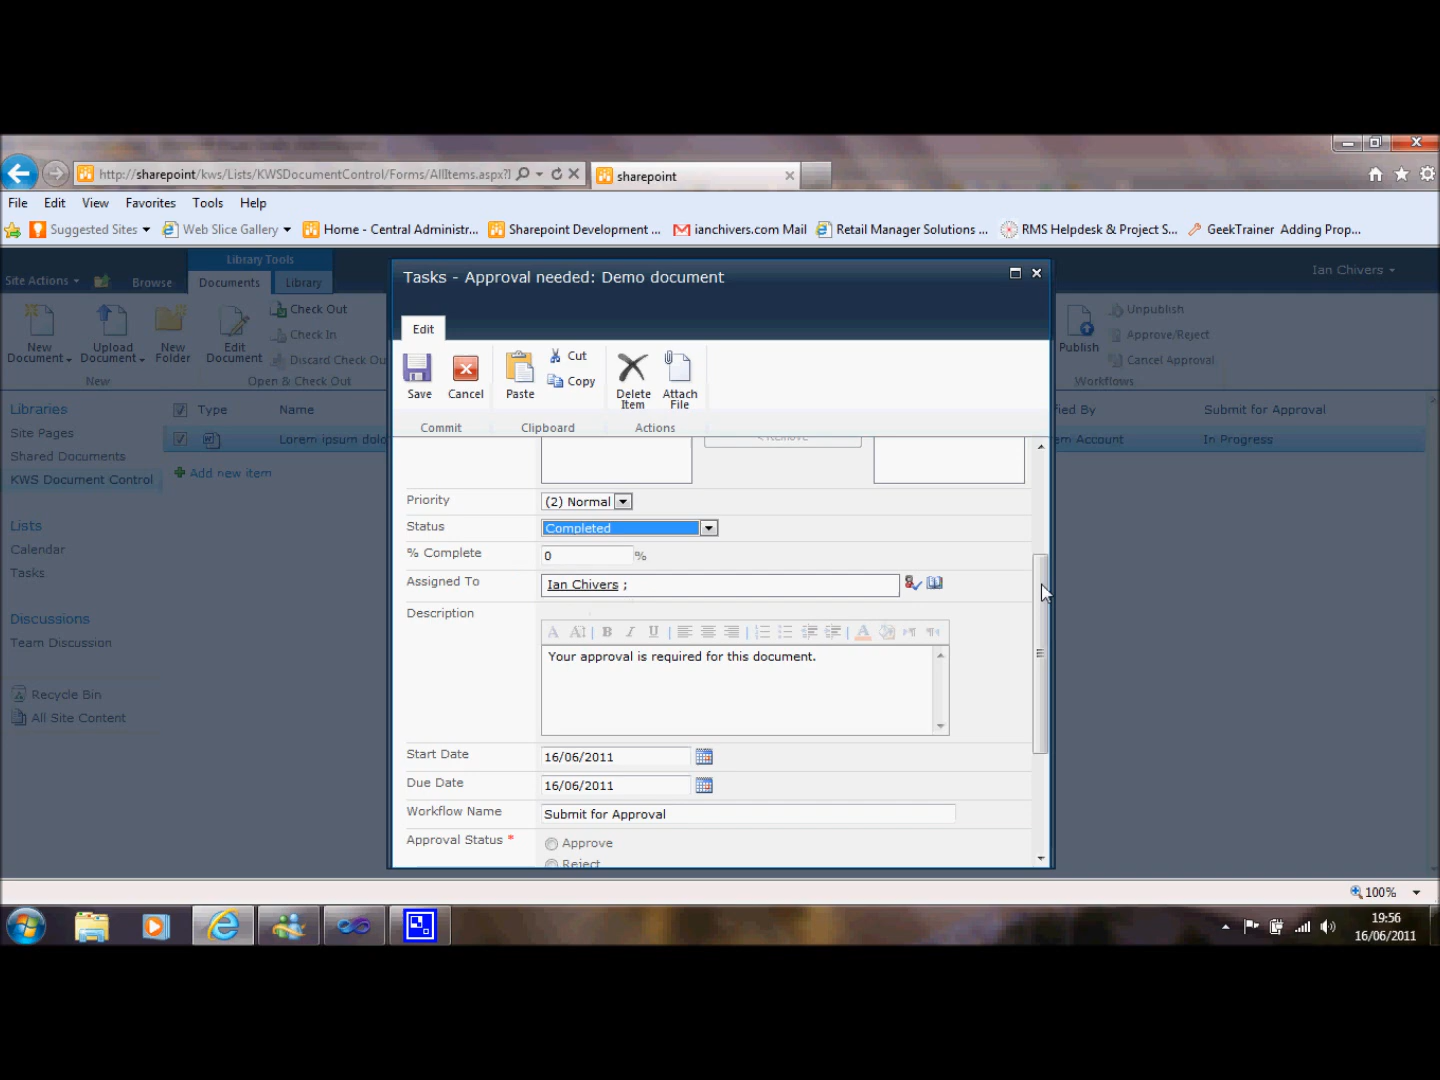 http://sharepoint/kws/Lists/KWSDocumentControl/Forms/AllItems.aspx?l
sharepoint
File Edit View Favorites Tools Help
Suggested Sites Web Slice Gallery Home - Central Administr... Sharepoint Development ... ianchivers.com Mail Retail Manager Solutions ... RMS Helpdesk & Project S... GeekTrainer Adding Prop...
Library Tools
Site Actions Browse Documents Library
Ian Chivers
Tasks - Approval needed: Demo document
New Document
Upload Document
New Folder
Edit Document
Check Out
Check In
Discard Check Ou
New
Open & Check Out
Edit
Save
Cancel
Paste
Cut
Copy
Delete Item
Attach File
Commit
Clipboard
Actions
Publish
Unpublish
Approve/Reject
Cancel Approval
Workflows
Libraries
Site Pages
Shared Documents
KWS Document Control
Lists
Calendar
Tasks
Discussions
Team Discussion
Recycle Bin
All Site Content
Type Name
ied By Submit for Approval
Lorem ipsum dolo
m Account In Progress
Add new item
Priority (2) Normal
Status Completed
% Complete 0 %
Assigned To Ian Chivers ;
Description
B I U
Your approval is required for this document.
Start Date 16/06/2011
Due Date 16/06/2011
Workflow Name Submit for Approval
Approval Status * Approve
Reject
100%
19:56
16/06/2011